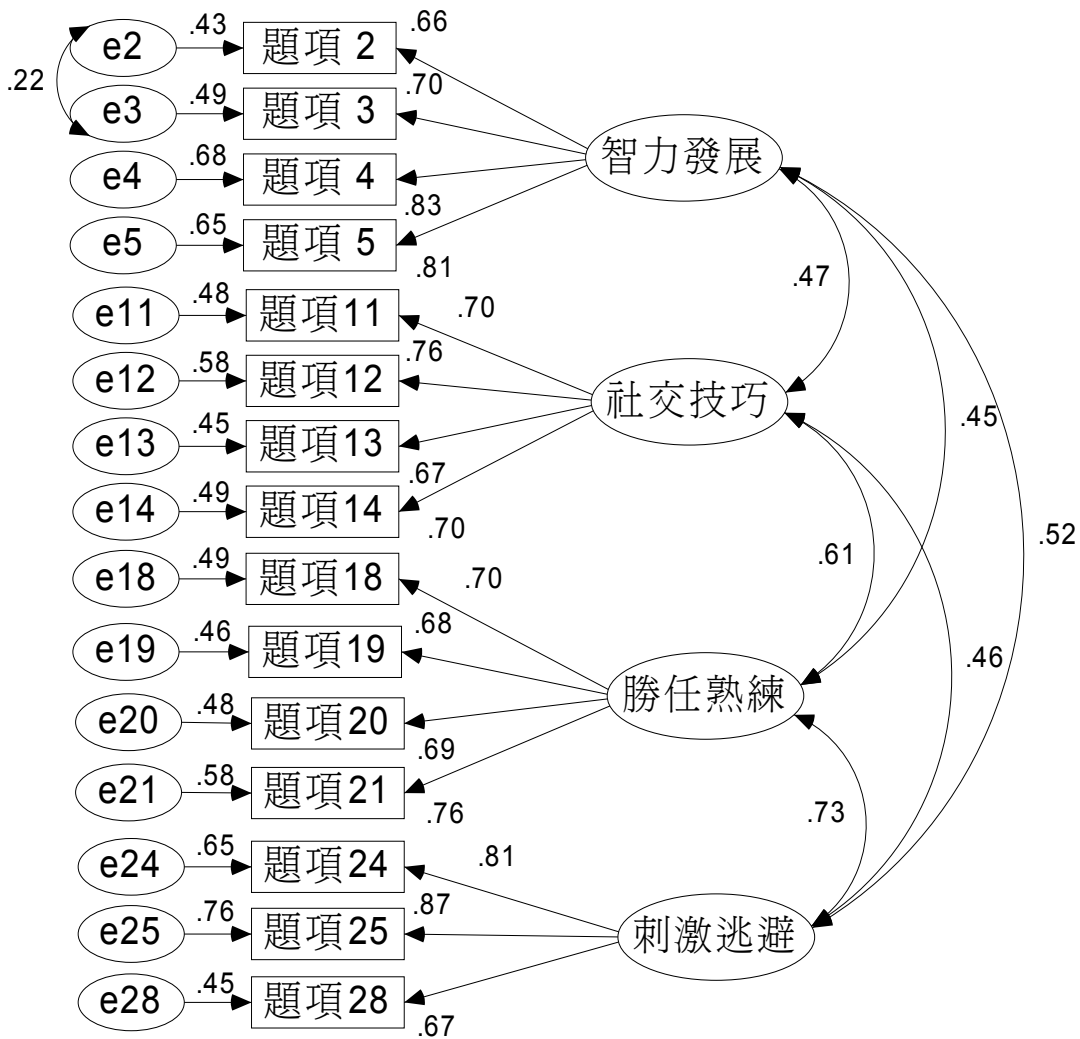 e2 .43 題項 2 .66
.22
e3 .49 題項 3 .70
智力發展
e4 .68 題項 4 .83
e5 .65 題項 5 .81
.47
e11 .48 題項11 .70
e12 .58 題項12 .76
社交技巧
.45
e13 .45 題項13 .67
e14 .49 題項14 .70
.52
.61
e18 .49 題項18 .70
e19 .46 題項19 .68
.46
勝任熟練
e20 .48 題項20 .69
e21 .58 題項21 .76
.73
e24 .65 題項24 .81
e25 .76 題項25 .87
刺激逃避
e28 .45 題項28 .67